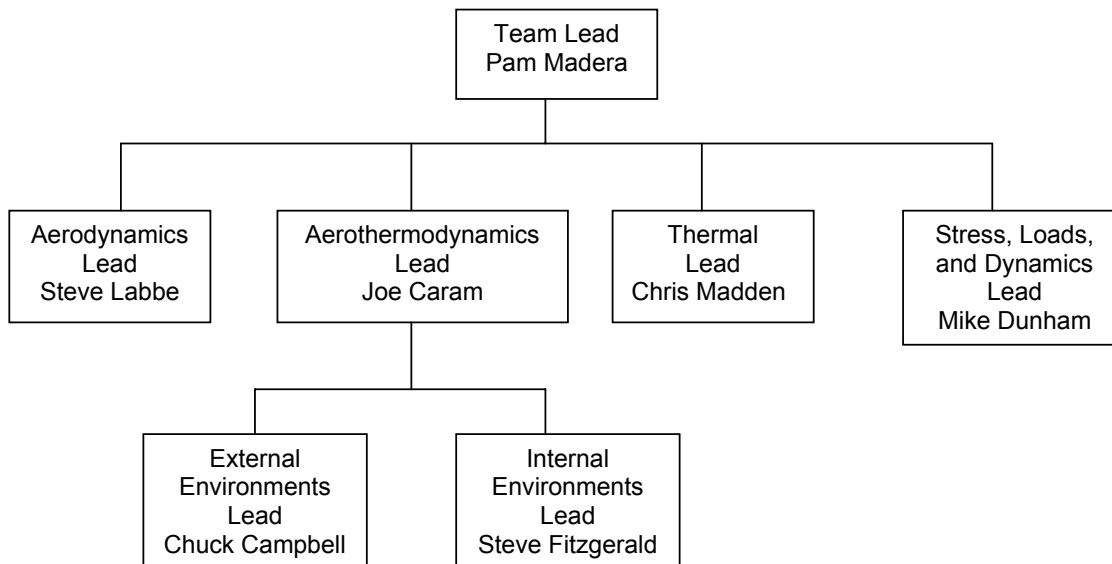 Team Lead
Pam Madera
Aerodynamics
Lead
Steve Labbe
Aerothermodynamics
Lead
Joe Caram
Thermal
Lead
Chris Madden
Stress, Loads,
and Dynamics
Lead
Mike Dunham
External
Environments
Lead
Chuck Campbell
Internal
Environments
Lead
Steve Fitzgerald